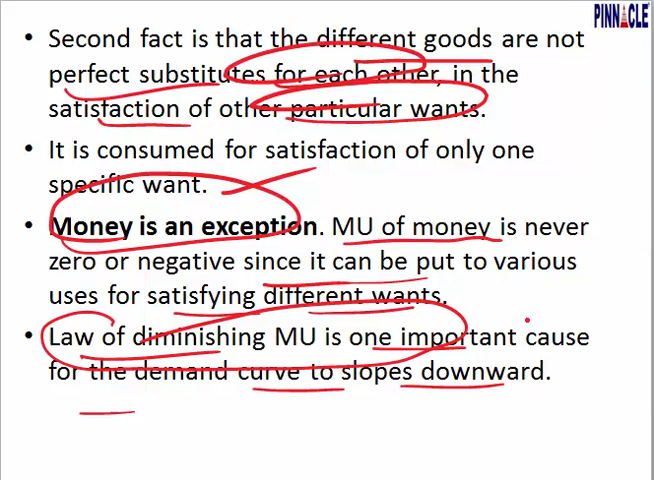 PINNACLE
• Second fact is that the different goods are not
perfect substitutes for each other, in the
satisfaction of other particular wants.
• It is consumed for satisfaction of only one
specific want.
• Money is an exception. MU of money is never
zero or negative since it can be put to various
uses for satisfying different wants.
• Law of diminishing MU is one important cause
for the demand curve to slopes downward.